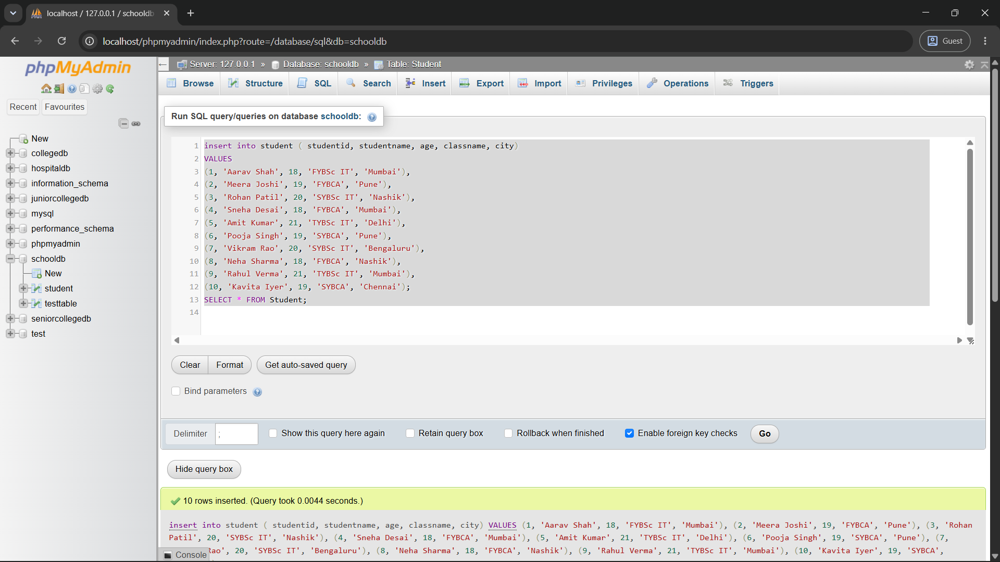 localhost / 127.0.0.1 / schooldb
localhost/phpmyadmin/index.php?route=/database/sql&db=schooldb
Guest
phpMyAdmin
Server: 127.0.0.1 » Database: schooldb » Table: Student
Browse Structure SQL Search Insert Export Import Privileges Operations Triggers
Recent Favourites
New
collegedb
hospitaldb
information_schema
juniorcollegedb
mysql
performance_schema
phpmyadmin
schooldb
New
student
testtable
seniorcollegedb
test
Run SQL query/queries on database schooldb:
1 insert into student ( studentid, studentname, age, classname, city)
2 VALUES
3 (1, 'Aarav Shah', 18, 'FYBSc IT', 'Mumbai'),
4 (2, 'Meera Joshi', 19, 'FYBCA', 'Pune'),
5 (3, 'Rohan Patil', 20, 'SYBSc IT', 'Nashik'),
6 (4, 'Sneha Desai', 18, 'FYBCA', 'Mumbai'),
7 (5, 'Amit Kumar', 21, 'TYBSc IT', 'Delhi'),
8 (6, 'Pooja Singh', 19, 'SYBCA', 'Pune'),
9 (7, 'Vikram Rao', 20, 'SYBSc IT', 'Bengaluru'),
10 (8, 'Neha Sharma', 18, 'FYBCA', 'Nashik'),
11 (9, 'Rahul Verma', 21, 'TYBSc IT', 'Mumbai'),
12 (10, 'Kavita Iyer', 19, 'SYBCA', 'Chennai');
13 SELECT * FROM Student;
14
Clear Format Get auto-saved query
Bind parameters
Delimiter ; Show this query here again Retain query box Rollback when finished Enable foreign key checks Go
Hide query box
10 rows inserted. (Query took 0.0044 seconds.)
insert into student ( studentid, studentname, age, classname, city) VALUES (1, 'Aarav Shah', 18, 'FYBSc IT', 'Mumbai'), (2, 'Meera Joshi', 19, 'FYBCA', 'Pune'), (3, 'Rohan
Patil', 20, 'SYBSc IT', 'Nashik'), (4, 'Sneha Desai', 18, 'FYBCA', 'Mumbai'), (5, 'Amit Kumar', 21, 'TYBSc IT', 'Delhi'), (6, 'Pooja Singh', 19, 'SYBCA', 'Pune'), (7,
Rao', 20, 'SYBSc IT', 'Bengaluru'), (8, 'Neha Sharma', 18, 'FYBCA', 'Nashik'), (9, 'Rahul Verma', 21, 'TYBSc IT', 'Mumbai'), (10, 'Kavita Iyer', 19, 'SYBCA',
Console